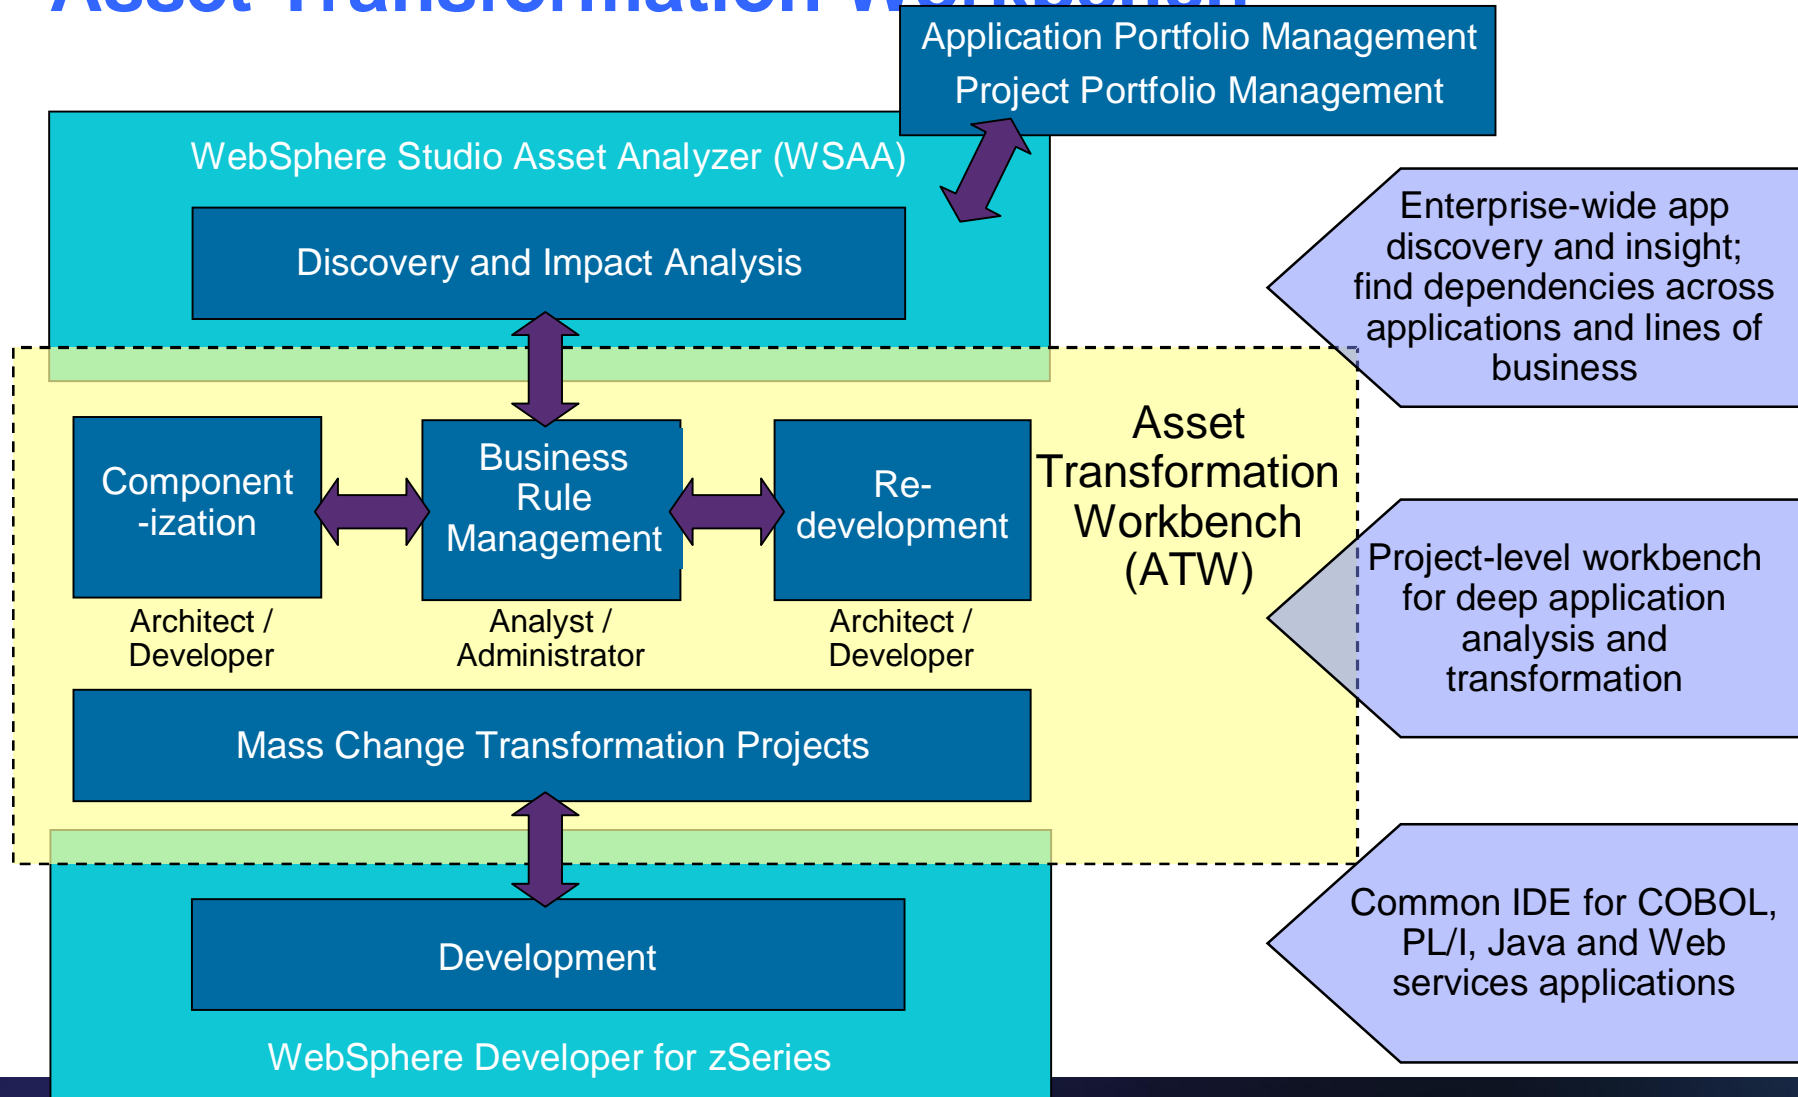 Asset Transformation Workbench
Application Portfolio Management
Project Portfolio Management
WebSphere Studio Asset Analyzer (WSAA)
Discovery and Impact Analysis
Enterprise-wide app
discovery and insight;
find dependencies across
applications and lines of
business
Component
-ization
Business
Rule
Management
Re-
development
Asset
Transformation
Workbench
(ATW)
Architect /
Developer
Analyst /
Administrator
Architect /
Developer
Project-level workbench
for deep application
analysis and
transformation
Mass Change Transformation Projects
Development
WebSphere Developer for zSeries
Common IDE for COBOL,
PL/I, Java and Web
services applications